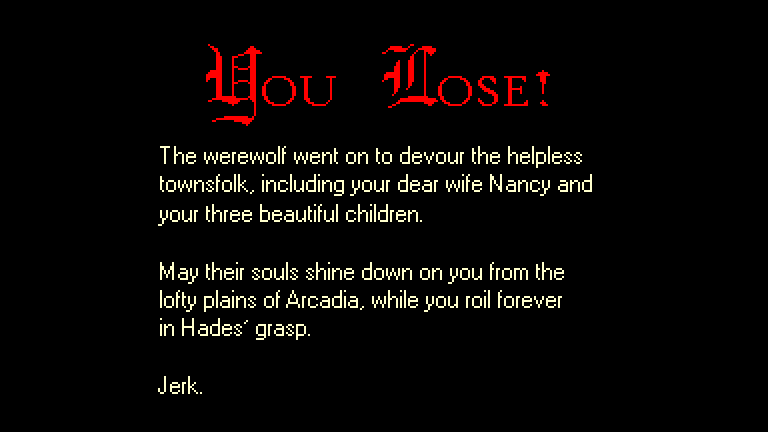 You Lose!
The werewolf went on to devour the helpless
townsfolk, including your dear wife Nancy and
your three beautiful children.
May their souls shine down on you from the
lofty plains of Arcadia, while you roil forever
in Hades' grasp.
Jerk.